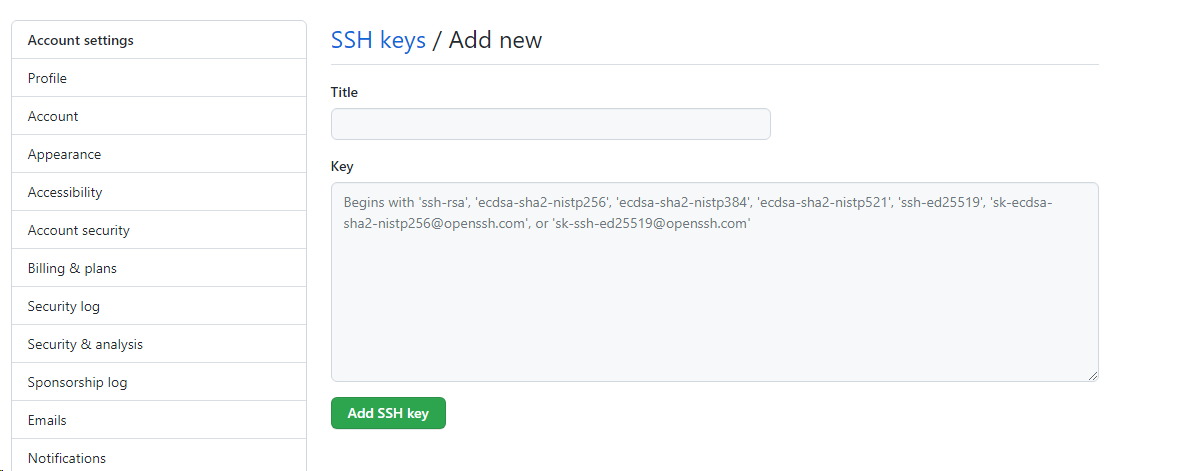 Account settings
Profile
Account
Appearance
Accessibility
Account security
Billing & plans
Security log
Security & analysis
Sponsorship log
Emails
Notifications
SSH keys / Add new
Title
Key
Begins with 'ssh-rsa', 'ecdsa-sha2-nistp256', 'ecdsa-sha2-nistp384', 'ecdsa-sha2-nistp521', 'ssh-ed25519', 'sk-ecdsa-
sha2-nistp256@openssh.com', or 'sk-ssh-ed25519@openssh.com'
Add SSH key